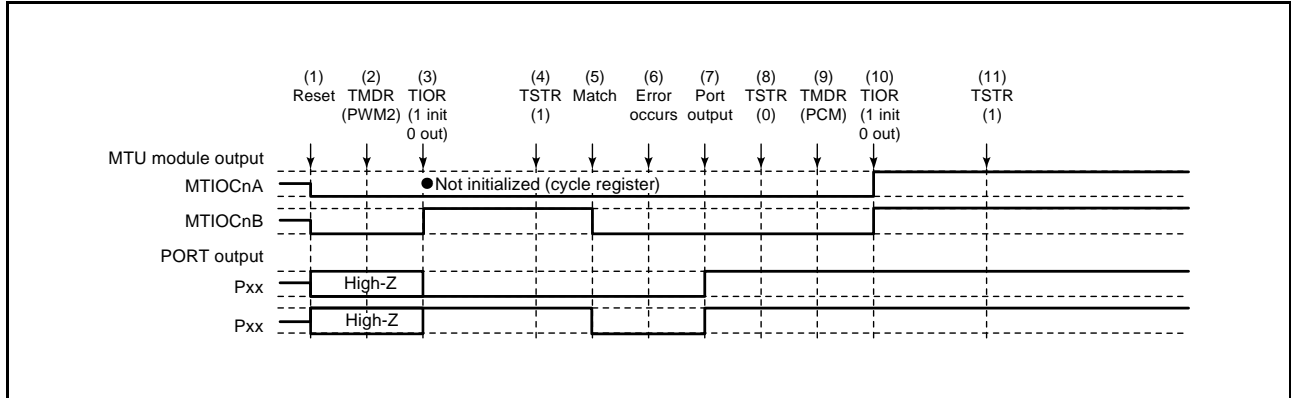 (1) (2) (3) (4) (5) (6) (7) (8) (9) (10) (11)
Reset TMDR TIOR TSTR Match Error Port TSTR TMDR TIOR TSTR
(PWM2) (1 init (1) occurs output (0) (PCM) (1 init (1)
0 out) 0 out)
MTU module output
MTIOCnA ●Not initialized (cycle register)
MTIOCnB
PORT output
Pxx High-Z
Pxx High-Z